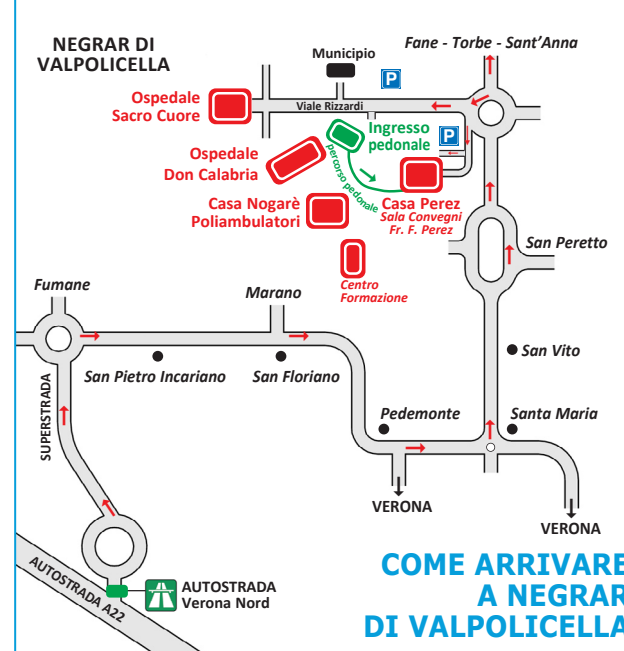 NEGRAR DI
VALPOLICELLA
Fane - Torbe - Sant'Anna
Municipio
P
Ospedale
Sacro Cuore
Viale Rizzardi
P
Ingresso
pedonale
Ospedale
Don Calabria
percorso pedonale
Casa Nogarè
Poliambulatori
Casa Perez
Sala Convegni
Fr. F. Perez
San Peretto
Centro
Formazione
Fumane
Marano
San Vito
San Pietro Incariano
San Floriano
SUPERSTRADA
Pedemonte
Santa Maria
VERONA
VERONA
AUTOSTRADA A22
AUTOSTRADA
Verona Nord
COME ARRIVARE
A NEGRAR
DI VALPOLICELLA